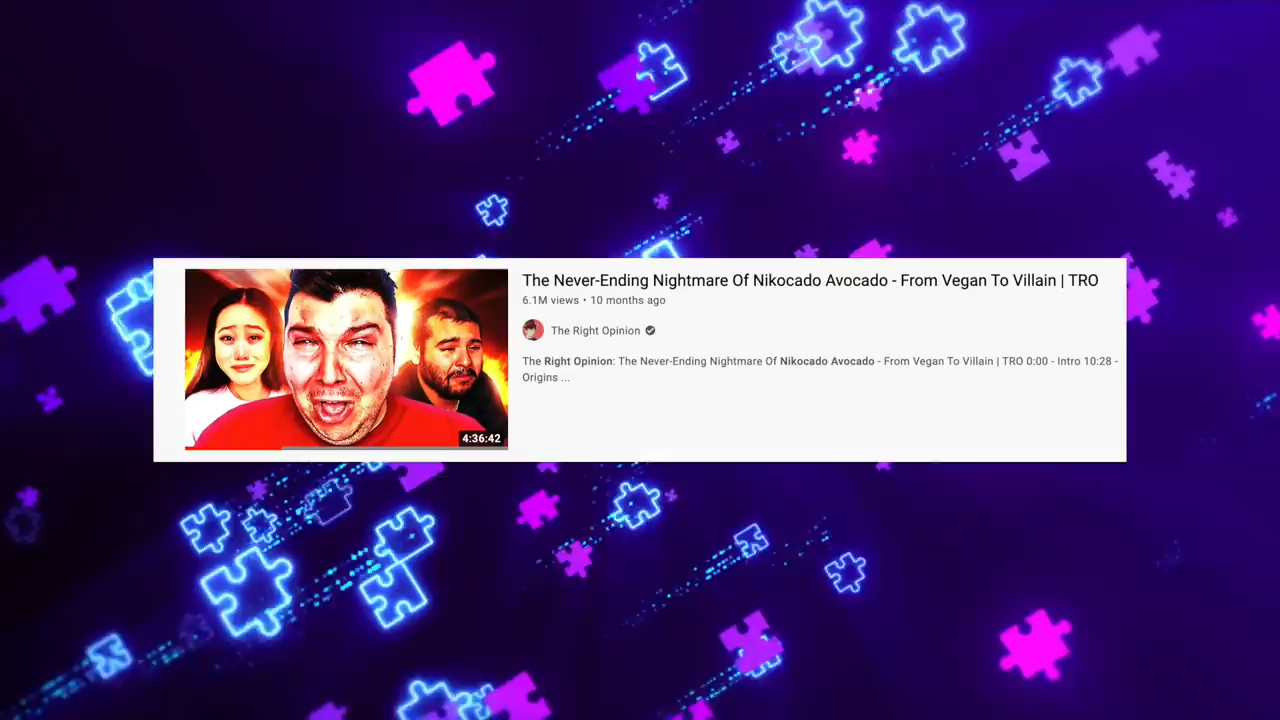 The Never-Ending Nightmare Of Nikocado Avocado - From Vegan To Villain | TRO
6.1M views • 10 months ago
The Right Opinion
The Right Opinion: The Never-Ending Nightmare Of Nikocado Avocado - From Vegan To Villain | TRO 0:00 - Intro 10:28 -
Origins ...
4:36:42